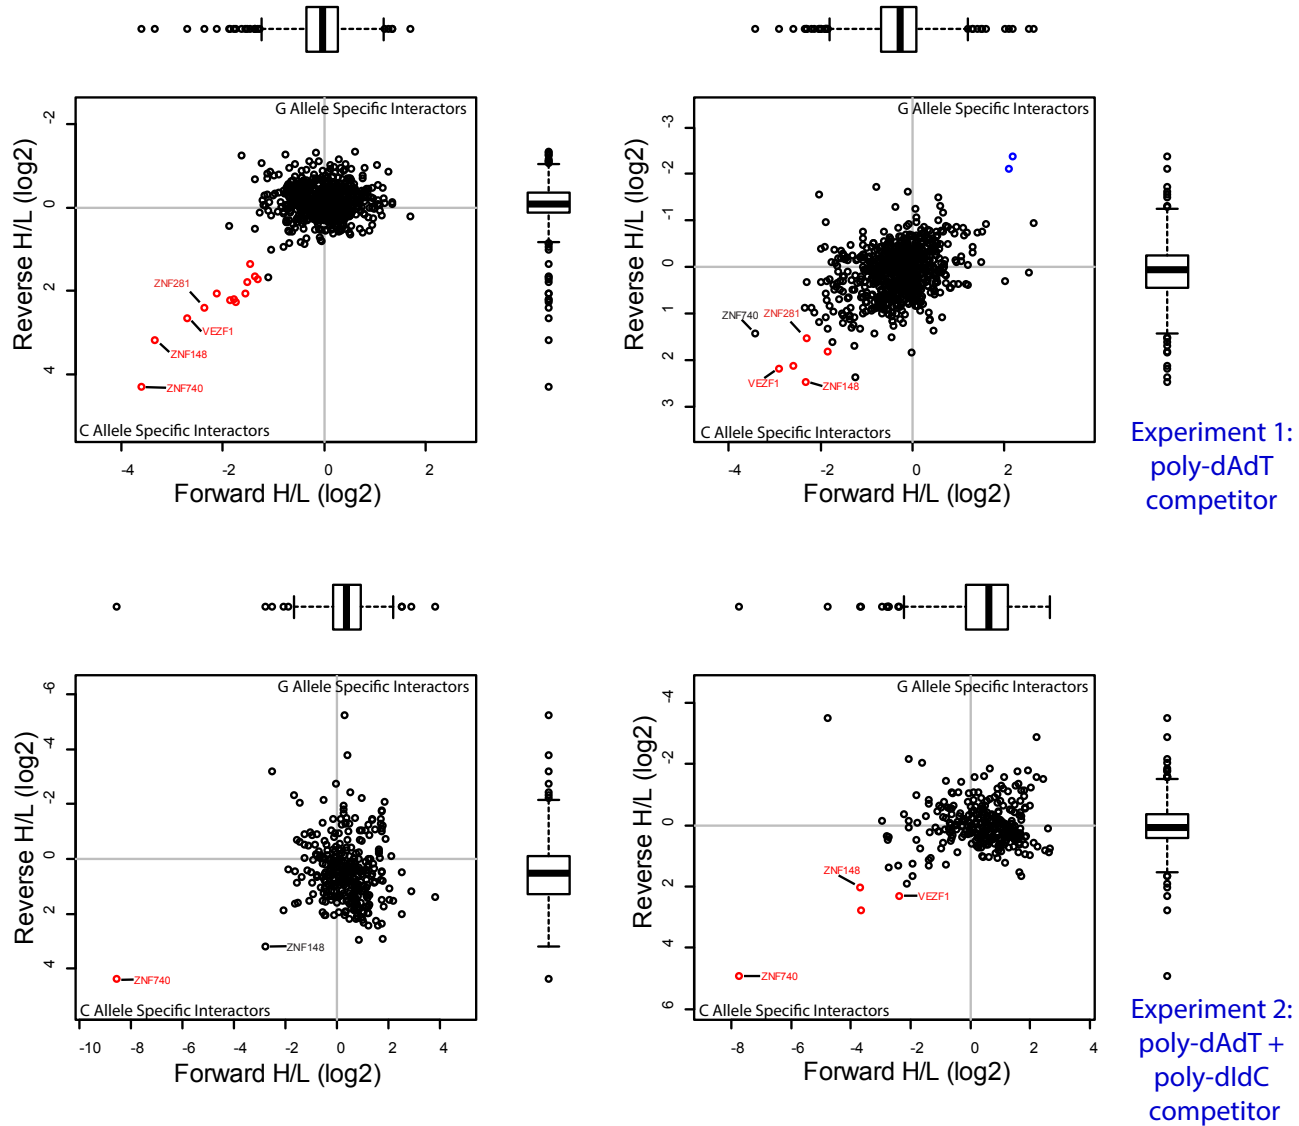 G Allele Specific Interactors
-2
0
2
4
Reverse H/L (log2)
ZNF281
VEZF1
ZNF148
ZNF740
C Allele Specific Interactors
-4
-2
0
2
Forward H/L (log2)
G Allele Specific Interactors
-3
-2
-1
0
1
2
3
Reverse H/L (log2)
ZNF740
ZNF281
VEZF1
ZNF148
C Allele Specific Interactors
-4
-2
0
2
Forward H/L (log2)
Experiment 1:
poly-dAdT
competitor
G Allele Specific Interactors
-6
-4
-2
0
2
4
Reverse H/L (log2)
ZNF148
ZNF740
C Allele Specific Interactors
-10
-8
-6
-4
-2
0
2
4
Forward H/L (log2)
G Allele Specific Interactors
-4
-2
0
2
4
6
Reverse H/L (log2)
ZNF148
VEZF1
ZNF740
C Allele Specific Interactors
-8
-6
-4
-2
0
2
4
Forward H/L (log2)
Experiment 2:
poly-dAdT +
poly-dIdC
competitor